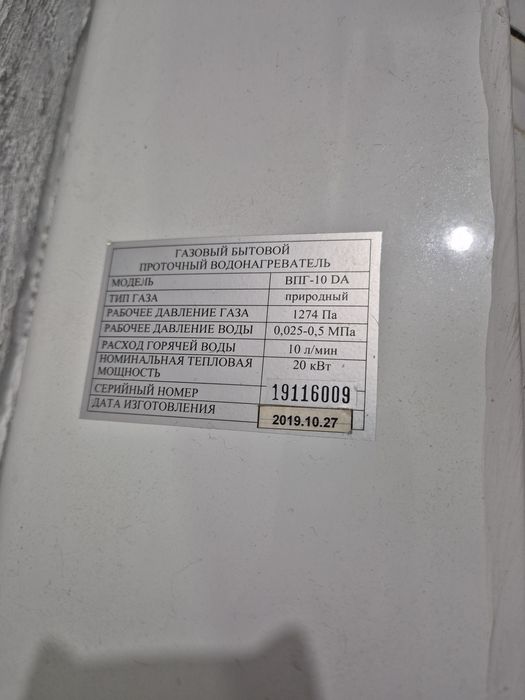 ГАЗОВЫЙ БЫТОВОЙ
ПРОТОЧНЫЙ ВОДОНАГРЕВАТЕЛЬ
МОДЕЛЬ ВПГ-10 DA
ТИП ГАЗА природный
РАБОЧЕЕ ДАВЛЕНИЕ ГАЗА 1274 Па
РАБОЧЕЕ ДАВЛЕНИЕ ВОДЫ 0,025-0,5 МПа
РАСХОД ГОРЯЧЕЙ ВОДЫ 10 л/мин
НОМИНАЛЬНАЯ ТЕПЛОВАЯ 20 кВт
МОЩНОСТЬ
СЕРИЙНЫЙ НОМЕР 19116009
ДАТА ИЗГОТОВЛЕНИЯ 2019.10.27